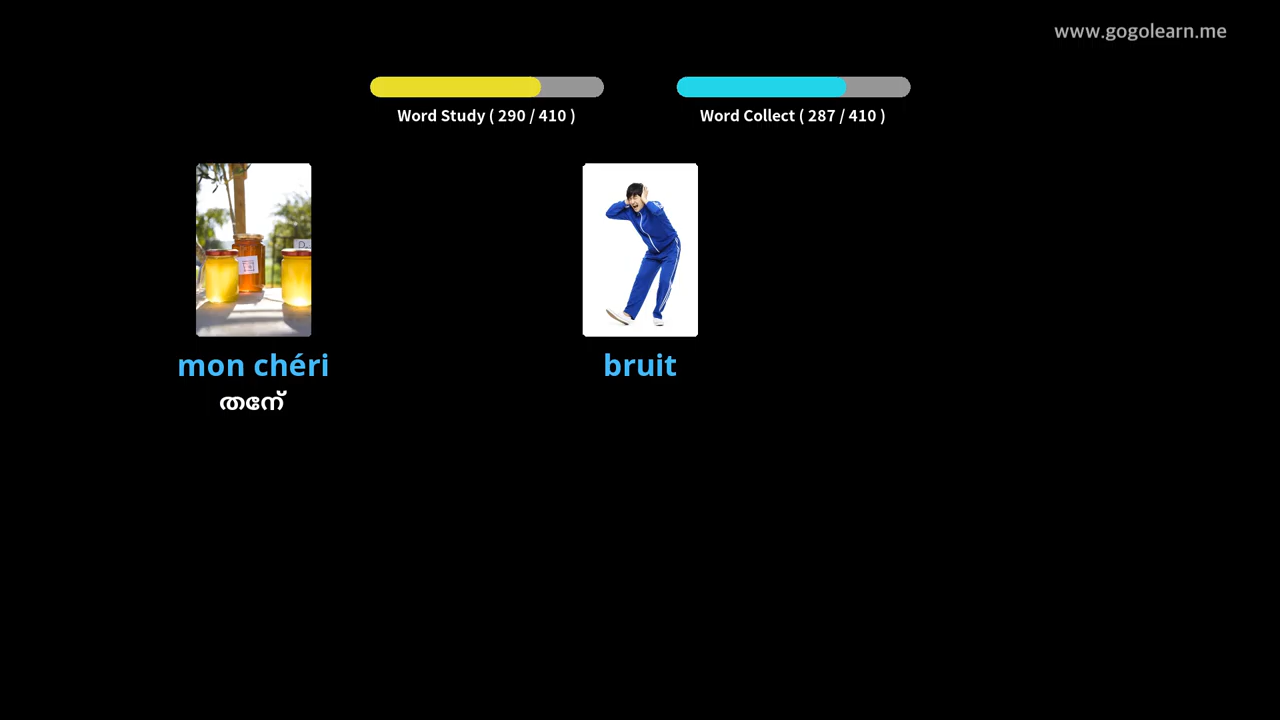 www.gogolearn.me
Word Study ( 290 / 410 )
Word Collect ( 287 / 410 )
mon chéri
തേന്
bruit